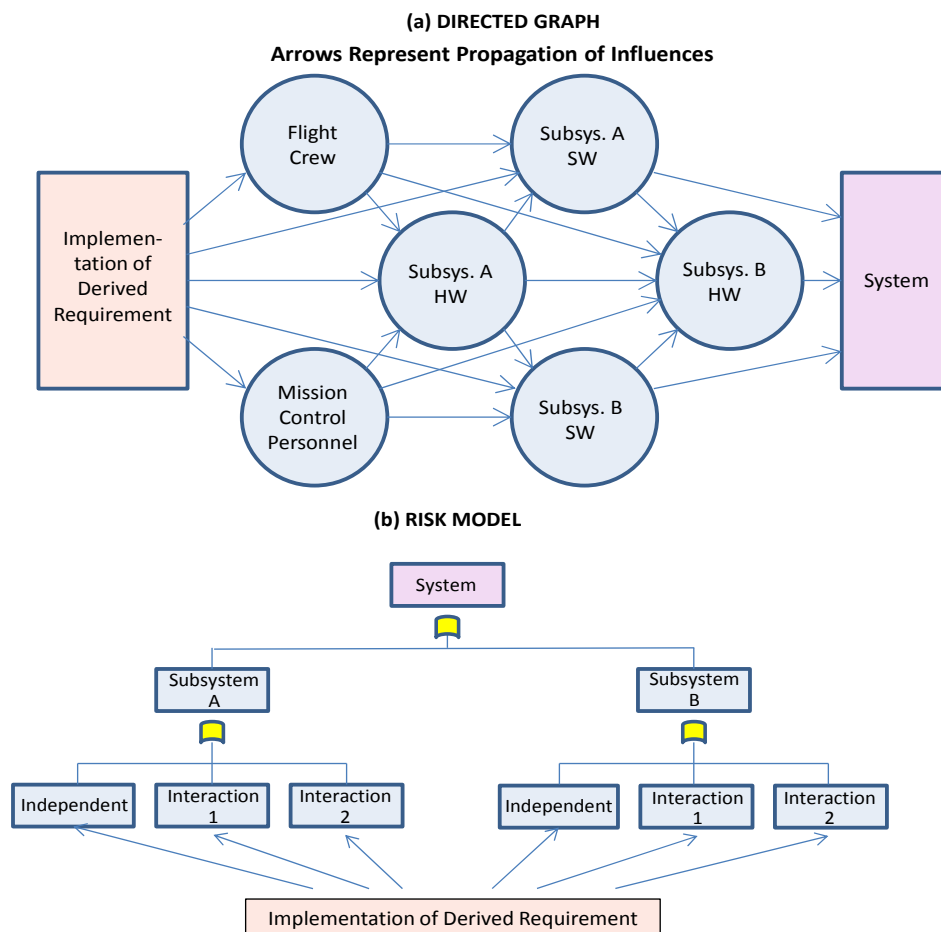 (a) DIRECTED GRAPH
Arrows Represent Propagation of Influences
Flight
Crew
Subsys. A
SW
Implemen-
tation of
Derived
Requirement
Subsys. A
HW
Subsys. B
HW
System
Mission
Control
Personnel
Subsys. B
SW
(b) RISK MODEL
System
Subsystem
A
Subsystem
B
Independent
Interaction
1
Interaction
2
Independent
Interaction
1
Interaction
2
Implementation of Derived Requirement